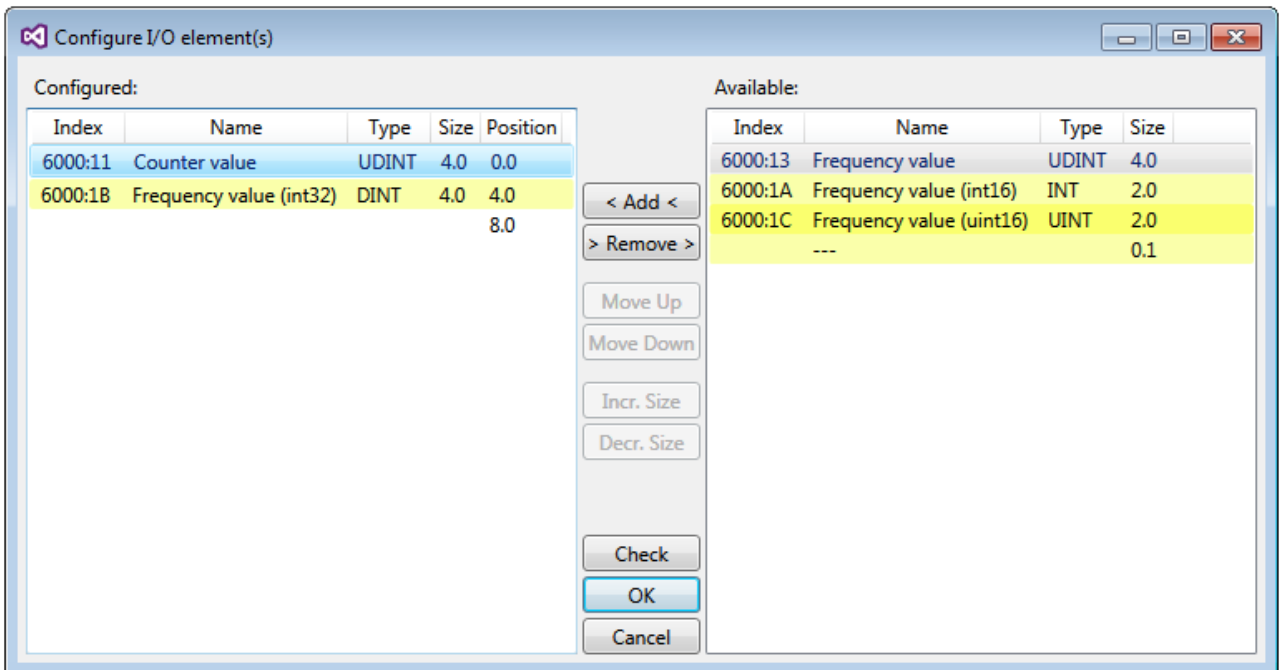 Configure I/O element(s)
Configured:
Index Name Type Size Position
6000:11 Counter value UDINT 4.0 0.0
6000:1B Frequency value (int32) DINT 4.0 4.0
8.0
< Add <
> Remove >
Move Up
Move Down
Incr. Size
Decr. Size
Check
OK
Cancel
Available:
Index Name Type Size
6000:13 Frequency value UDINT 4.0
6000:1A Frequency value (int16) INT 2.0
6000:1C Frequency value (uint16) UINT 2.0
--- 0.1